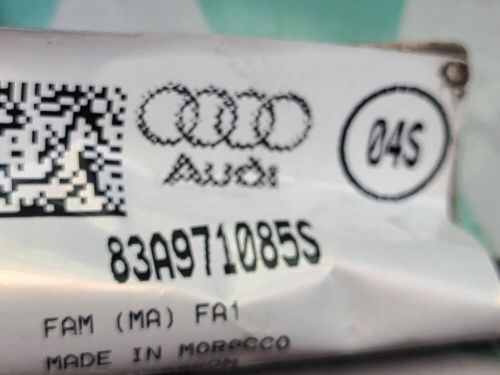 04S
AUDI
83A971085S
FAM (MA) FA1
MADE IN MOROCCO